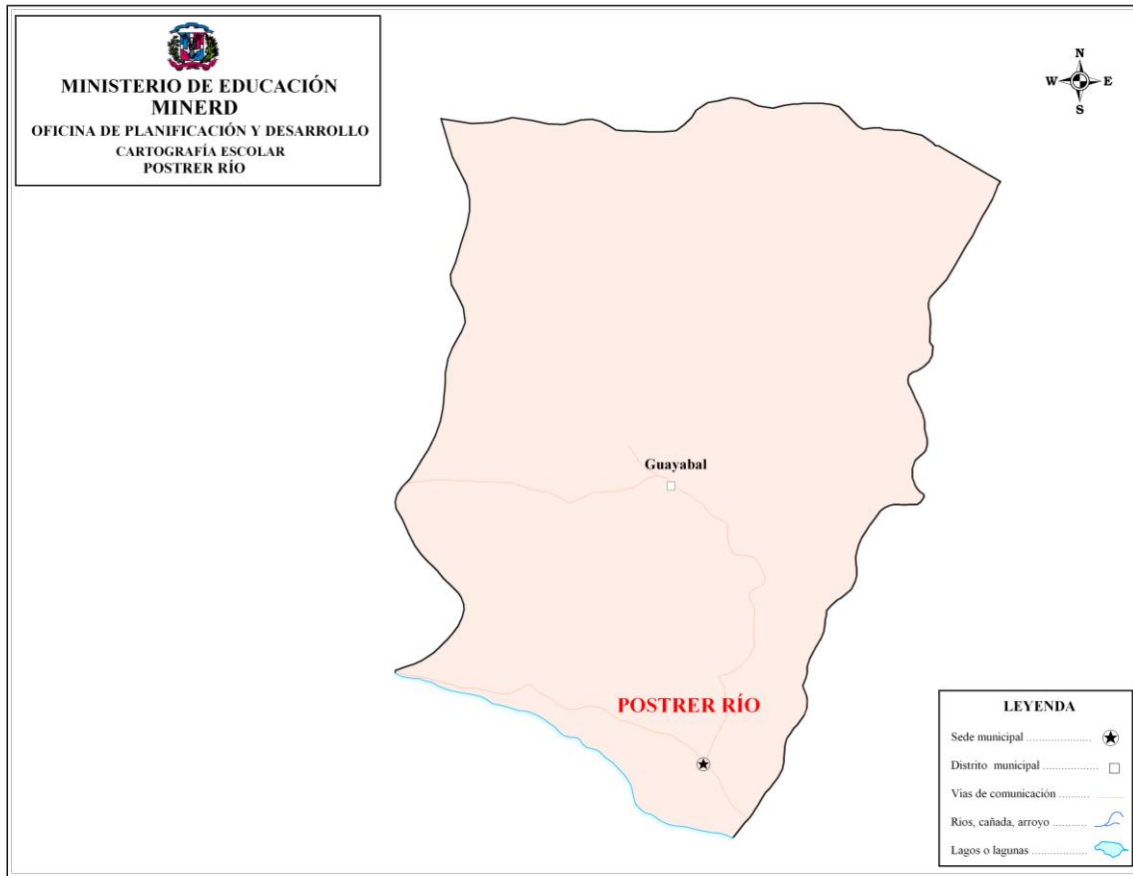 MINISTERIO DE EDUCACIÓN
MINERD
OFICINA DE PLANIFICACIÓN Y DESARROLLO
CARTOGRAFÍA ESCOLAR
POSTRER RÍO
N
W E
S
Guayabal
POSTRER RÍO
LEYENDA
Sede municipal .....................
Distrito municipal ..................
Vias de comunicación ..........
Rios, cañada, arroyo ..............
Lagos o lagunas .....................